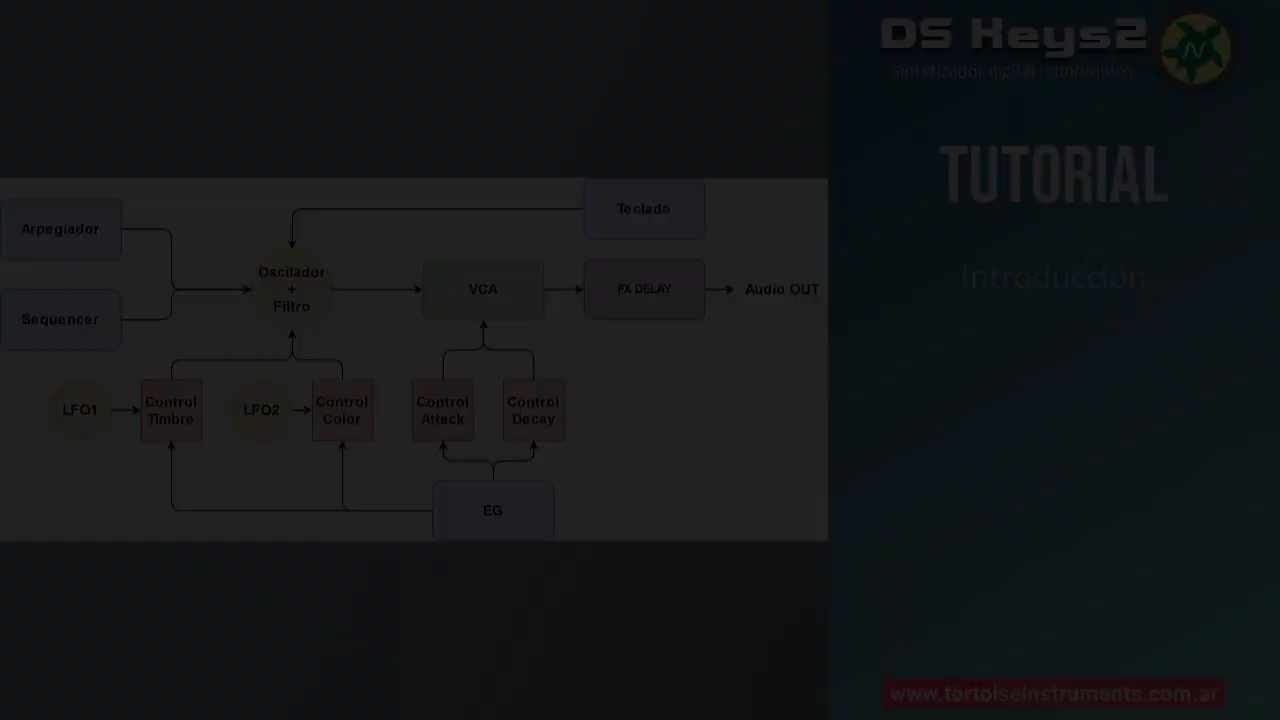 DS Keys2
Sintetizador digital monofónico
TUTORIAL
Introducción
Teclado
Arpegiador
Oscilador
+
Filtro
VCA
FX DELAY
Audio OUT
Sequencer
LFO1
Control
Timbre
LFO2
Control
Color
Control
Attack
Control
Decay
EG
www.tortoiseinstruments.com.ar